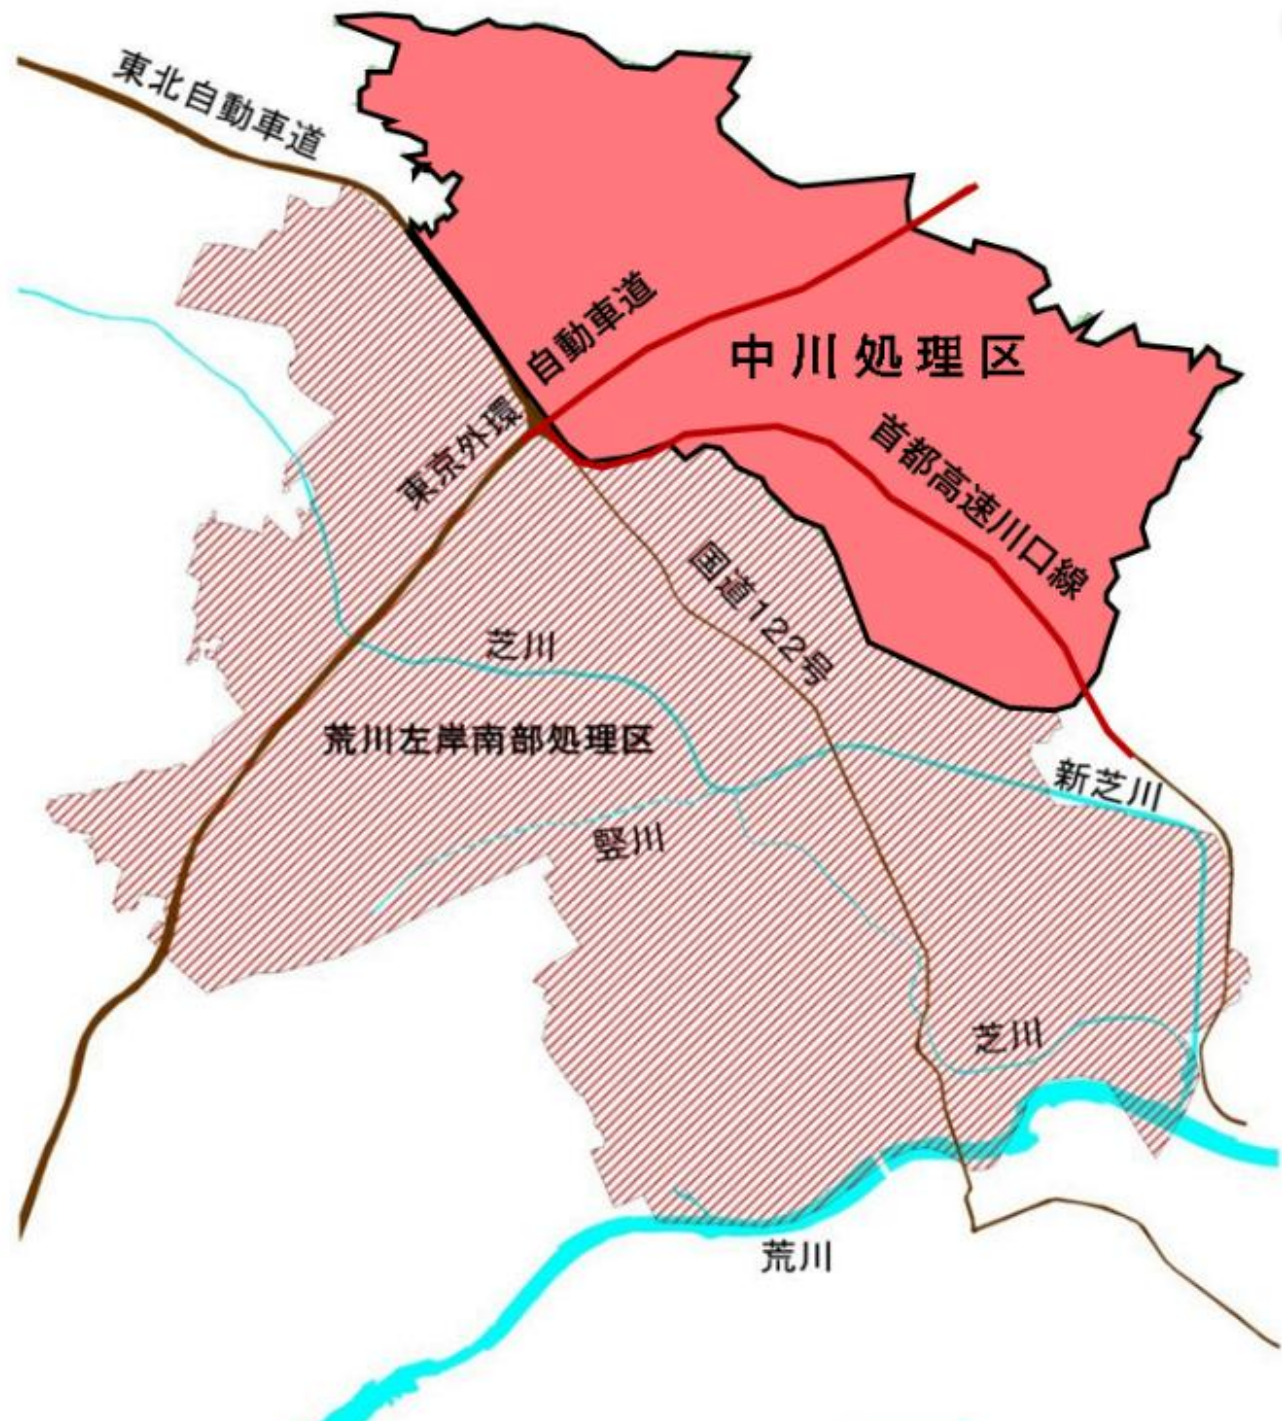 東北自動車道
東京外環自動車道
中川処理区
首都高速川口線
国道122号
芝川
荒川左岸南部処理区
新芝川
竪川
芝川
荒川